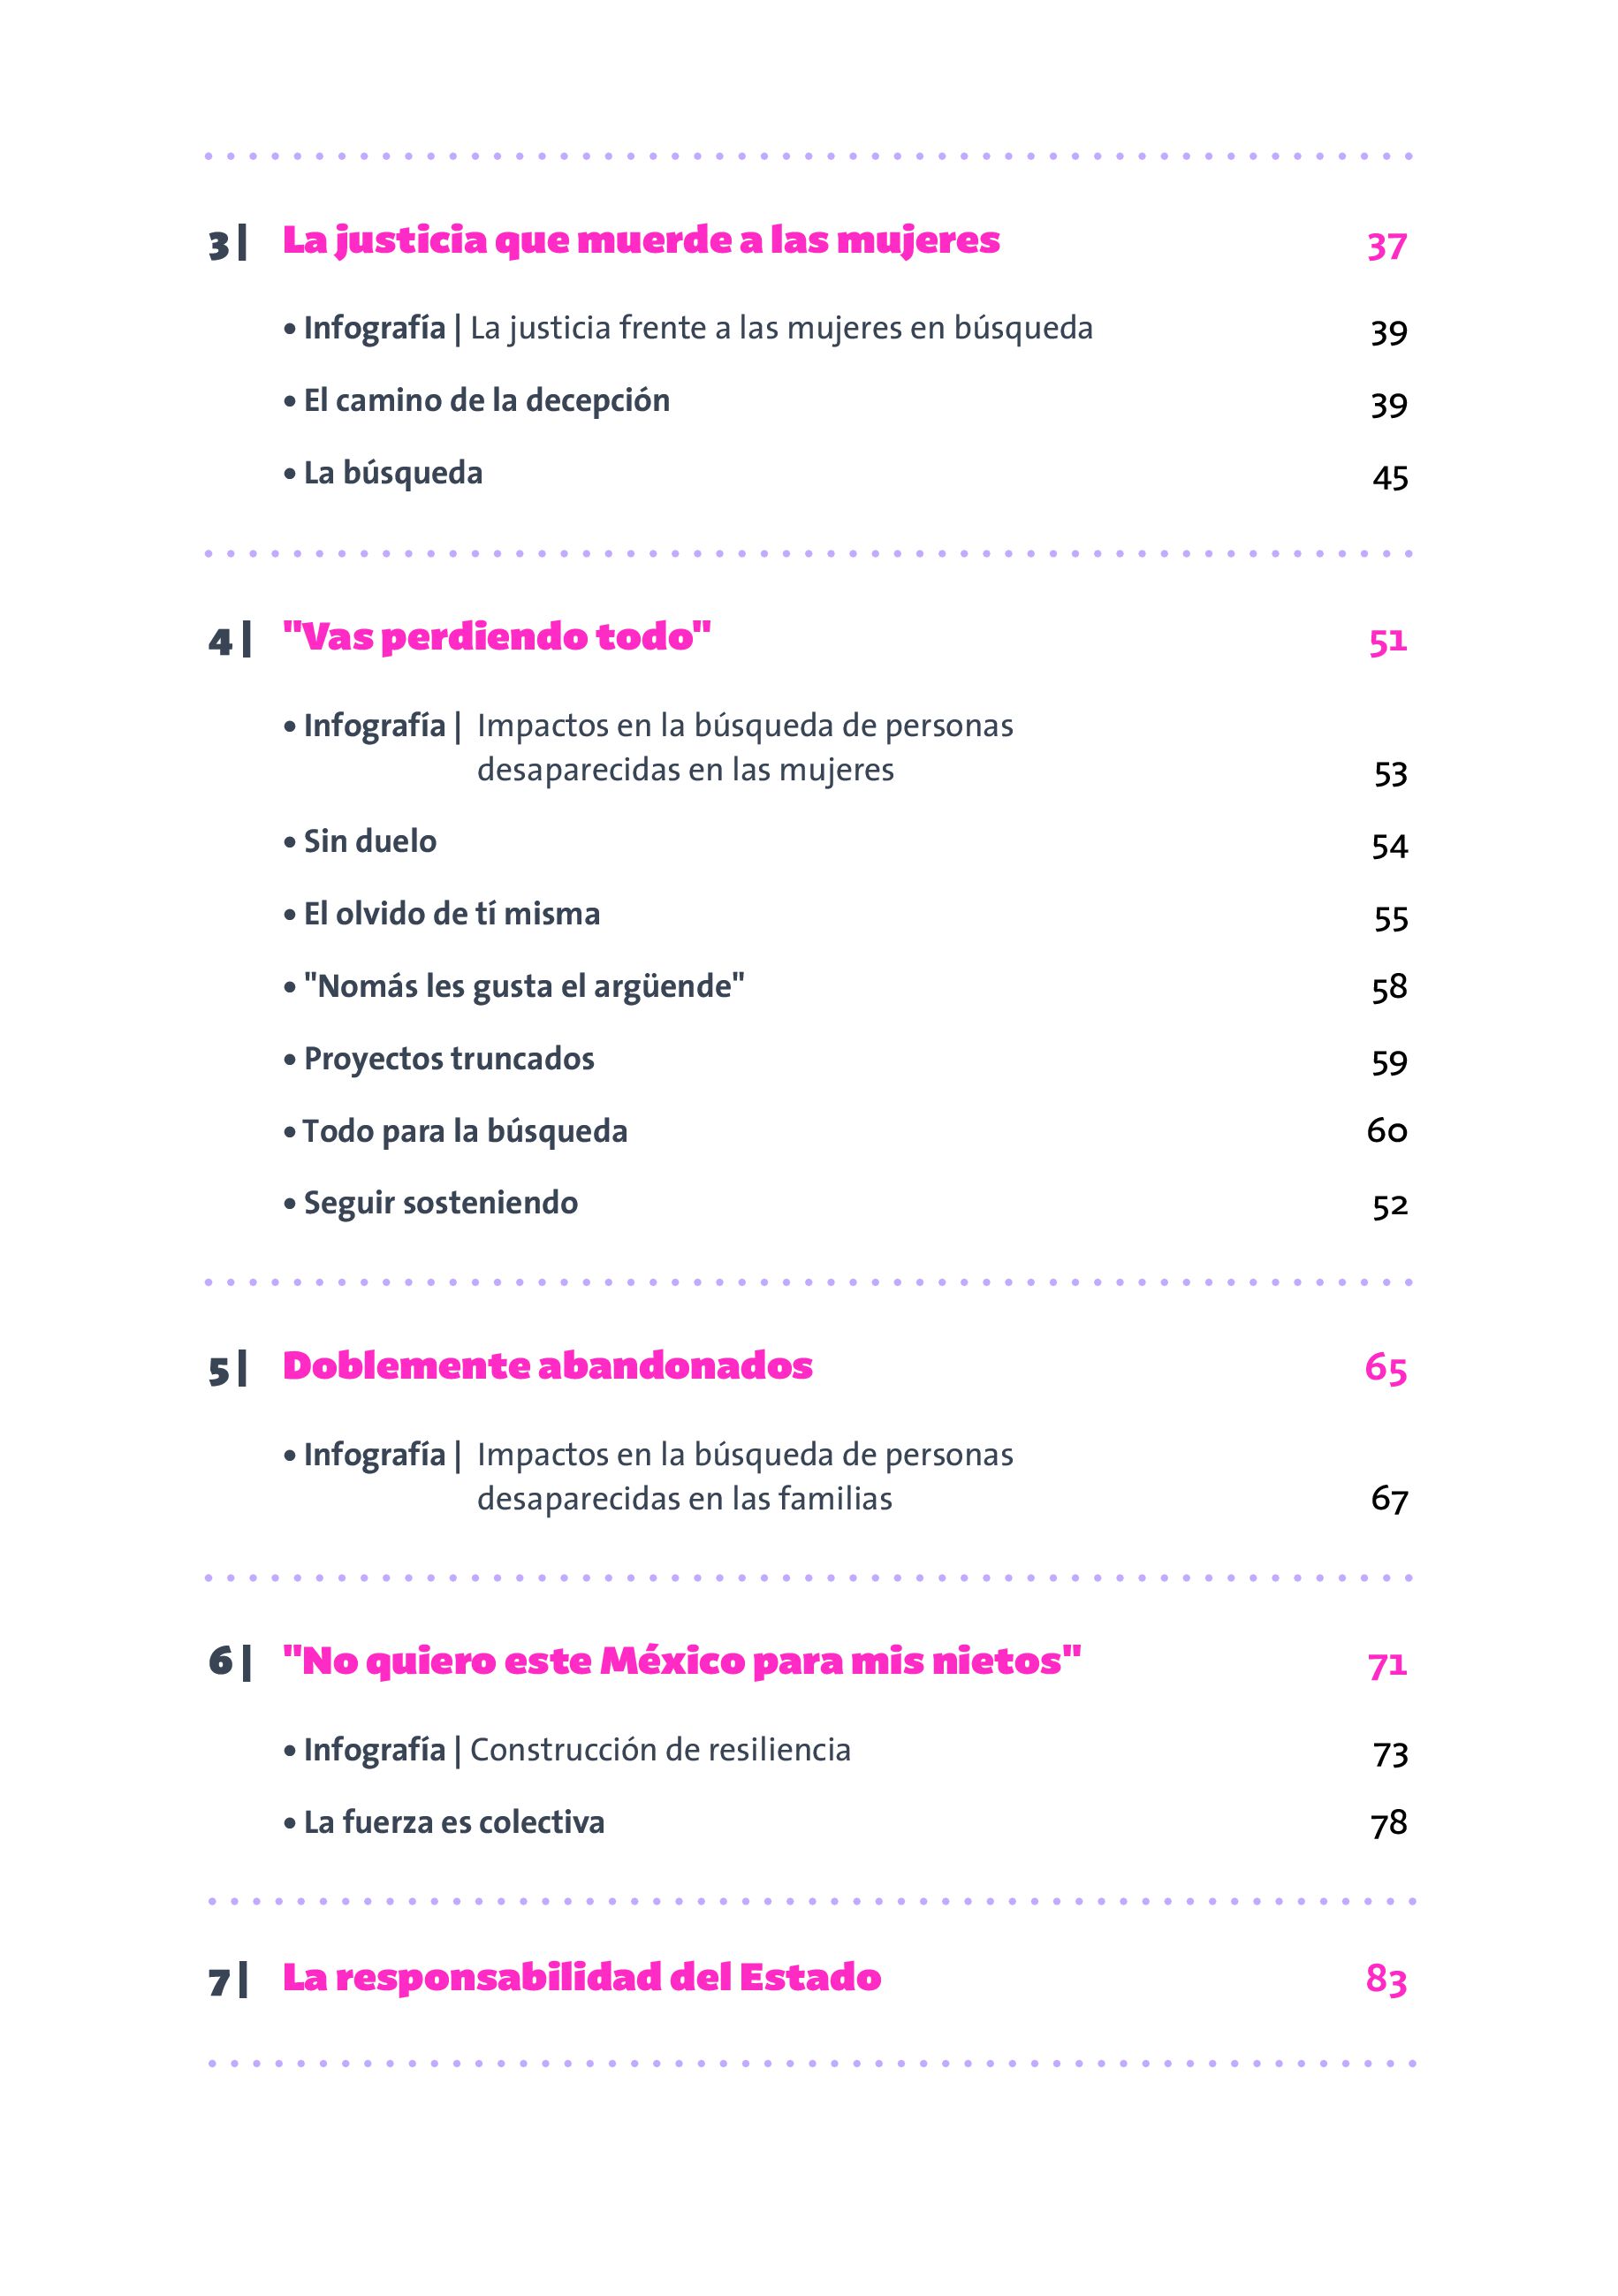 3| La justicia que muerde a las mujeres 37
• Infografía | La justicia frente a las mujeres en búsqueda 39
• El camino de la decepción 39
• La búsqueda 45
4| "Vas perdiendo todo" 51
• Infografía | Impactos en la búsqueda de personas
desaparecidas en las mujeres 53
• Sin duelo 54
• El olvido de tí misma 55
• "Nomás les gusta el argüende" 58
• Proyectos truncados 59
• Todo para la búsqueda 60
• Seguir sosteniendo 52
5| Doblemente abandonados 65
• Infografía | Impactos en la búsqueda de personas
desaparecidas en las familias 67
6| "No quiero este México para mis nietos" 71
• Infografía | Construcción de resiliencia 73
• La fuerza es colectiva 78
7| La responsabilidad del Estado 83